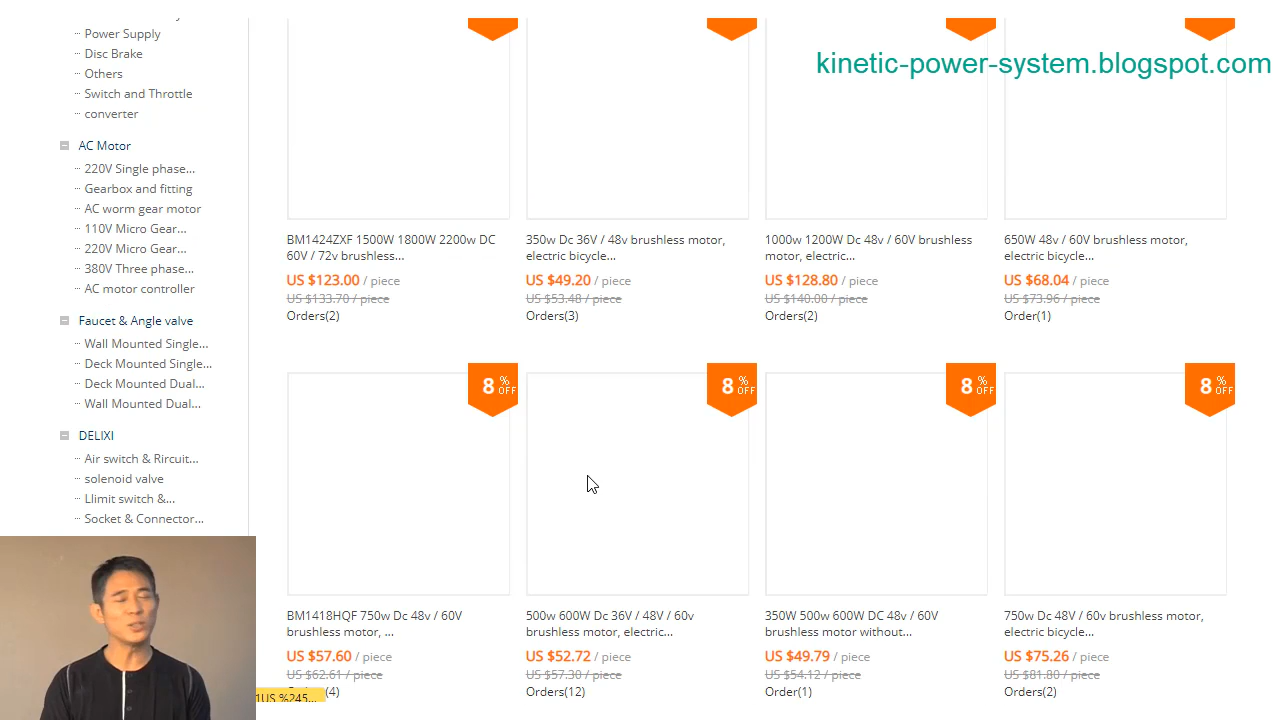 kinetic-power-system.blogspot.com
Power Supply
Disc Brake
Others
Switch and Throttle
converter
AC Motor
220V Single phase...
Gearbox and fitting
AC worm gear motor
110V Micro Gear...
220V Micro Gear...
380V Three phase...
AC motor controller
Faucet & Angle valve
Wall Mounted Single...
Deck Mounted Single...
Deck Mounted Dual...
Wall Mounted Dual...
DELIXI
Air switch & Rircuit...
solenoid valve
Llimit switch &...
Socket & Connector...
BM1424ZXF 1500W 1800W 2200w DC
60V / 72v brushless...
US $123.00 / piece
US $133.70 / piece
Orders(2)
350w Dc 36V / 48v brushless motor,
electric bicycle...
US $49.20 / piece
US $53.48 / piece
Orders(3)
1000w 1200W Dc 48v / 60V brushless
motor, electric...
US $128.80 / piece
US $140.00 / piece
Orders(2)
650W 48v / 60V brushless motor,
electric bicycle...
US $68.04 / piece
US $73.96 / piece
Order(1)
8 % OFF
8 % OFF
8 % OFF
8 % OFF
BM1418HQF 750w Dc 48v / 60V
brushless motor, ...
US $57.60 / piece
US $62.61 / piece
(4)
1US %245...
500w 600W Dc 36V / 48V / 60v
brushless motor, electric...
US $52.72 / piece
US $57.30 / piece
Orders(12)
350W 500w 600W DC 48v / 60V
brushless motor without...
US $49.79 / piece
US $54.12 / piece
Order(1)
750w Dc 48V / 60v brushless motor,
electric bicycle...
US $75.26 / piece
US $81.80 / piece
Orders(2)